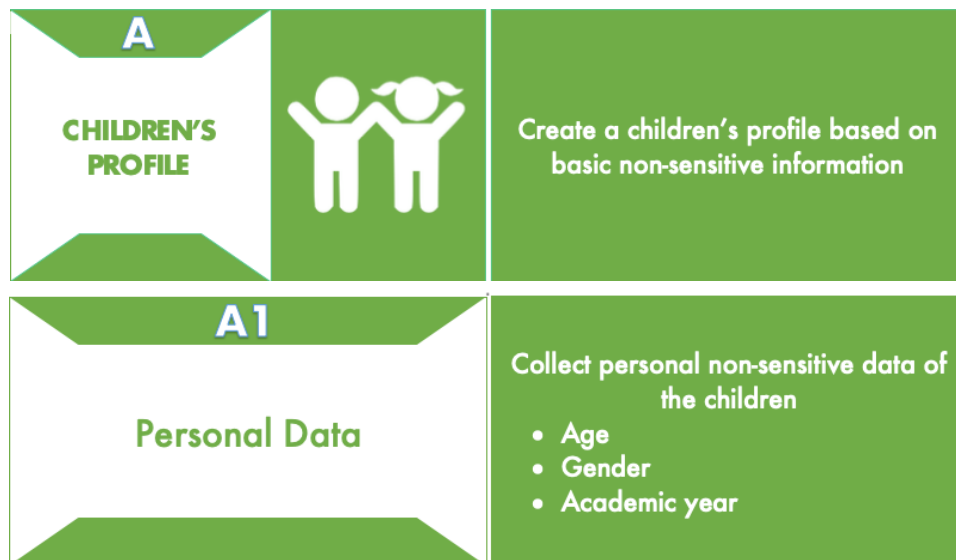 A
CHILDREN'S
PROFILE
Create a children's profile based on
basic non-sensitive information
A1
Personal Data
Collect personal non-sensitive data of
the children
• Age
• Gender
• Academic year